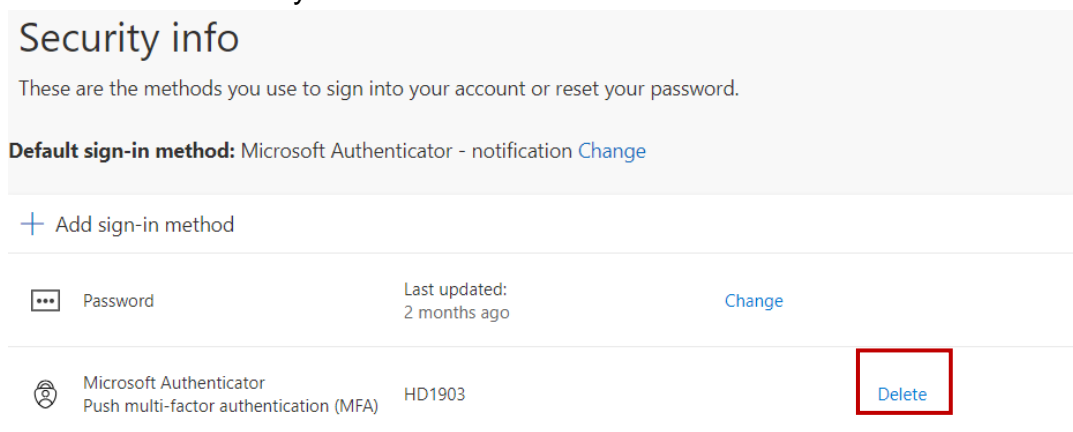 Security info
These are the methods you use to sign into your account or reset your password.
Default sign-in method: Microsoft Authenticator - notification Change
Add sign-in method
Password Last updated: 2 months ago Change
Microsoft Authenticator
Push multi-factor authentication (MFA) HD1903 Delete